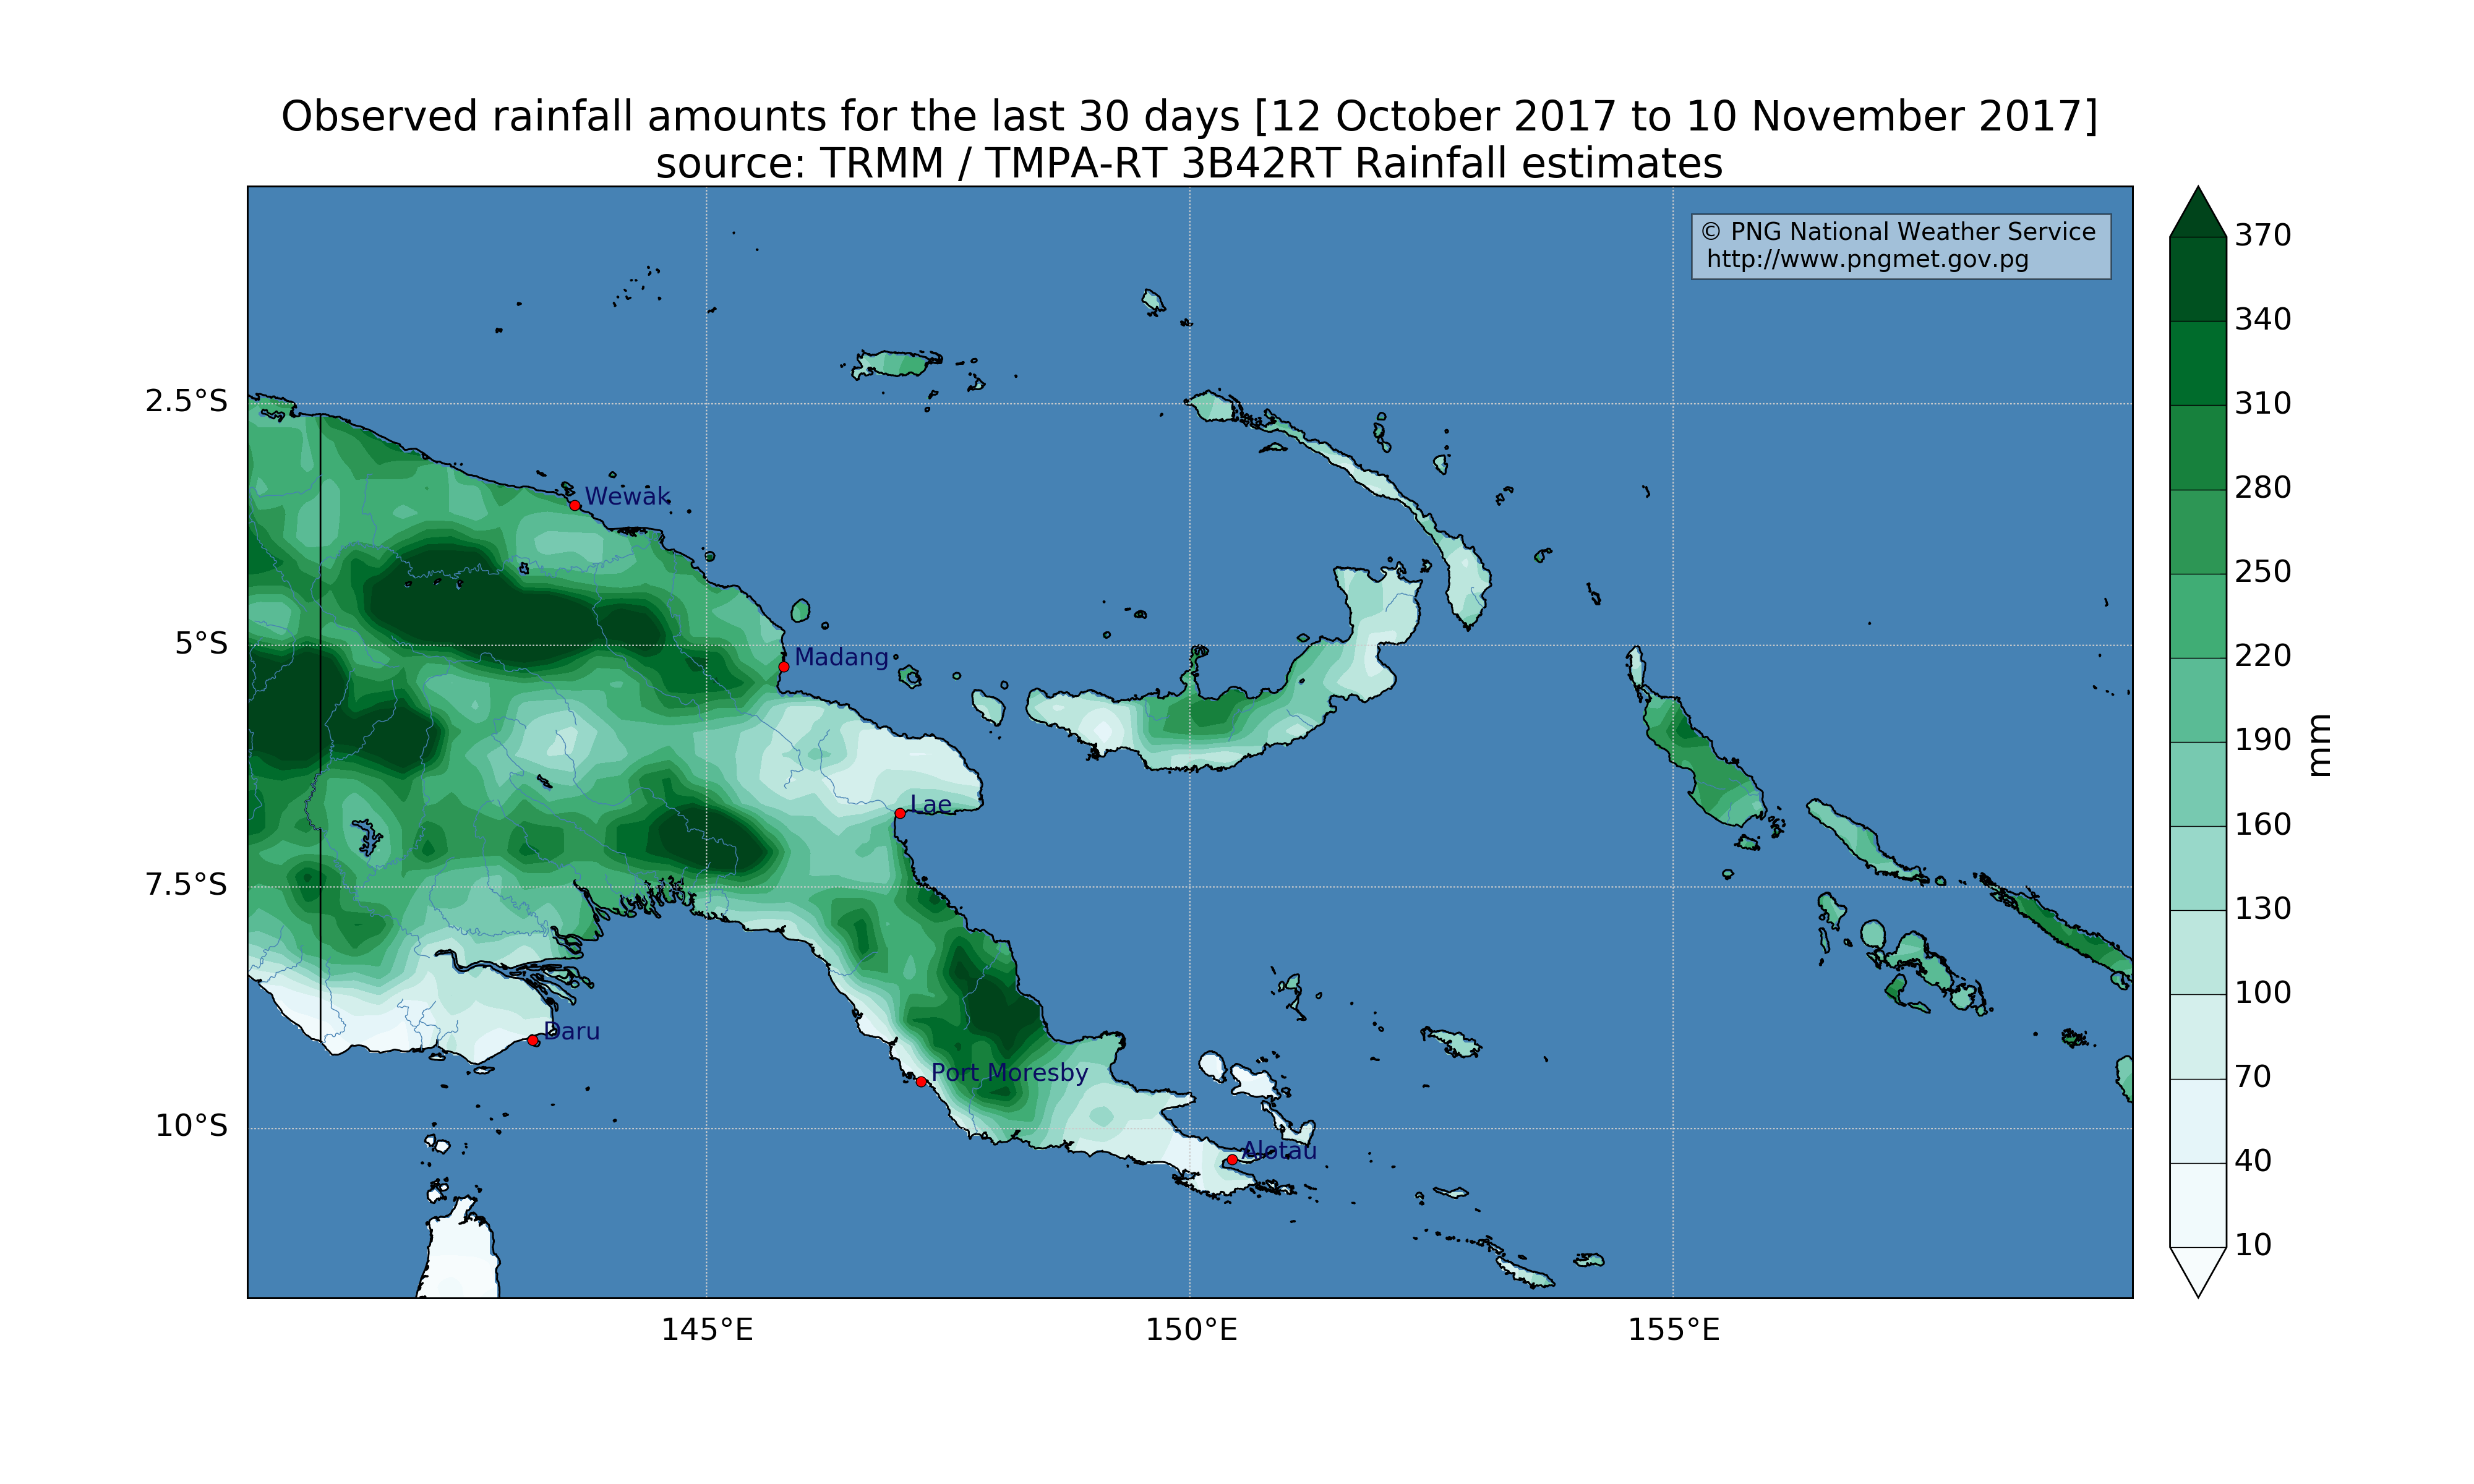 Observed rainfall amounts for the last 30 days [12 October 2017 to 10 November 2017]
source: TRMM / TMPA-RT 3B42RT Rainfall estimates
© PNG National Weather Service
http://www.pngmet.gov.pg
370
340
310
280
250
220
190
160
130
100
70
40
10
mm
2.5°S
5°S
7.5°S
10°S
Wewak
Madang
Lae
Daru
Port Moresby
Alotau
145°E
150°E
155°E